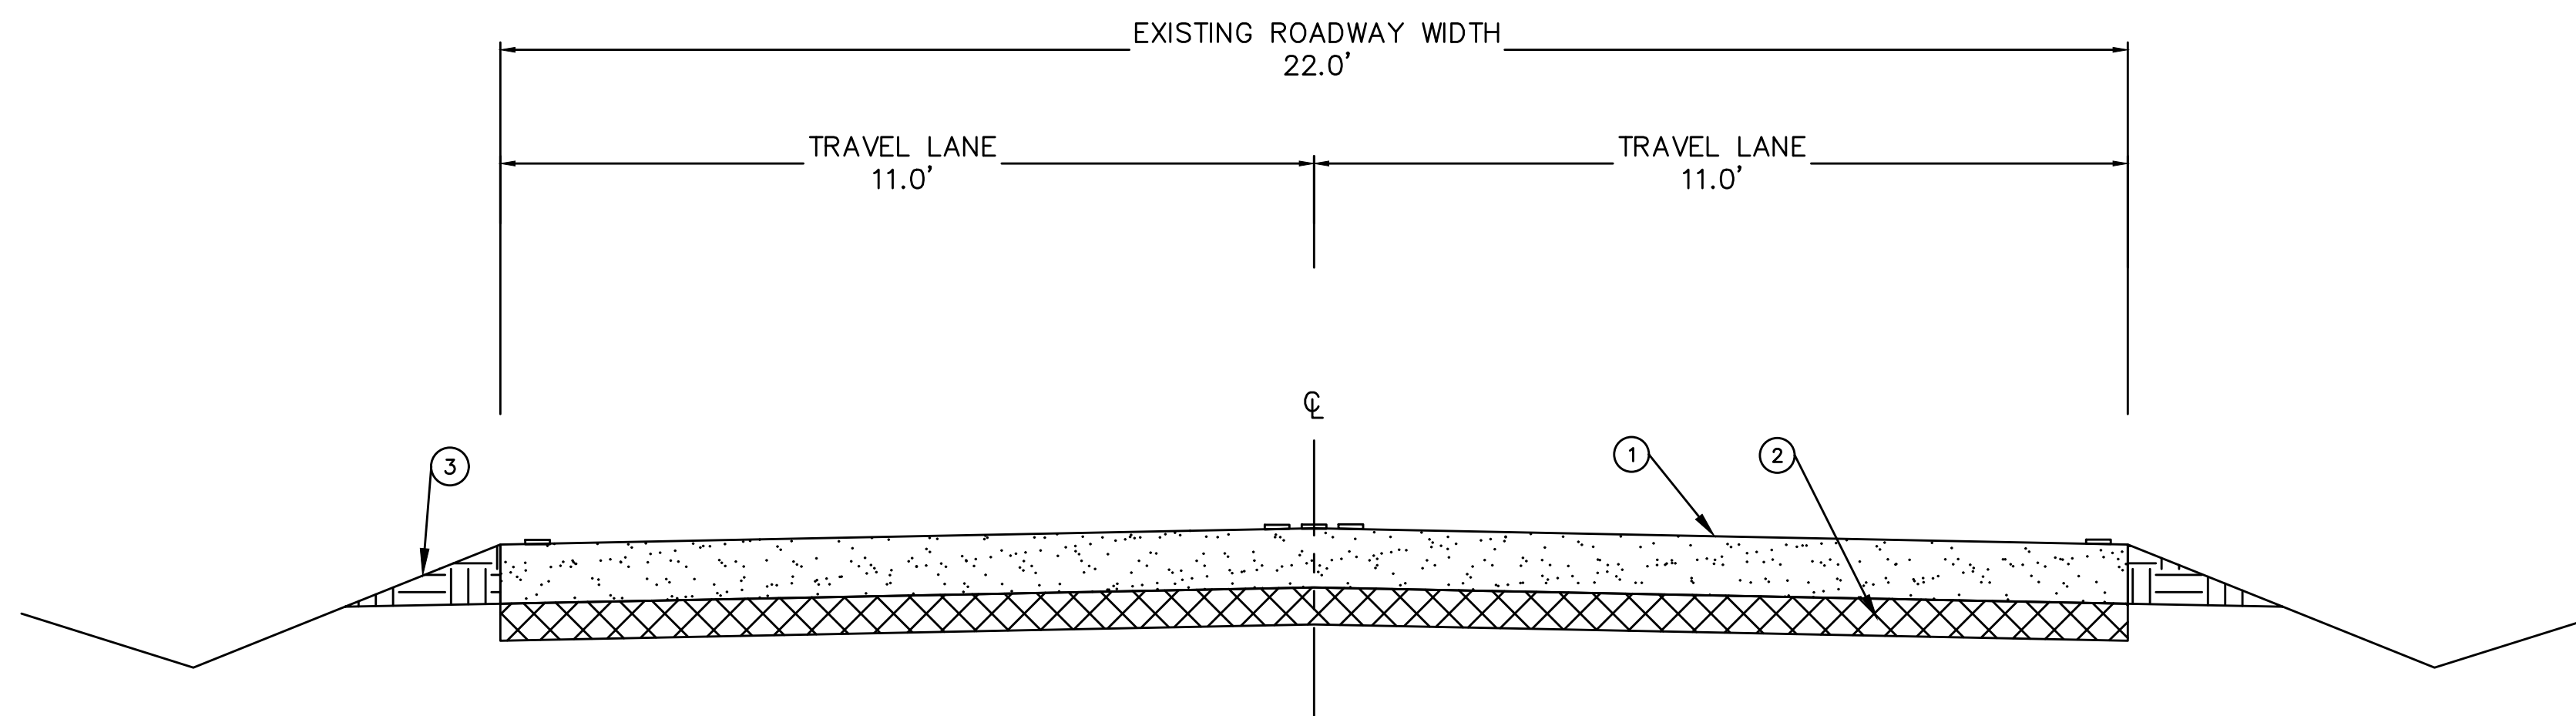 EXISTING ROADWAY WIDTH
22.0'
TRAVEL LANE
11.0'
TRAVEL LANE
11.0'
℄
3
1
2